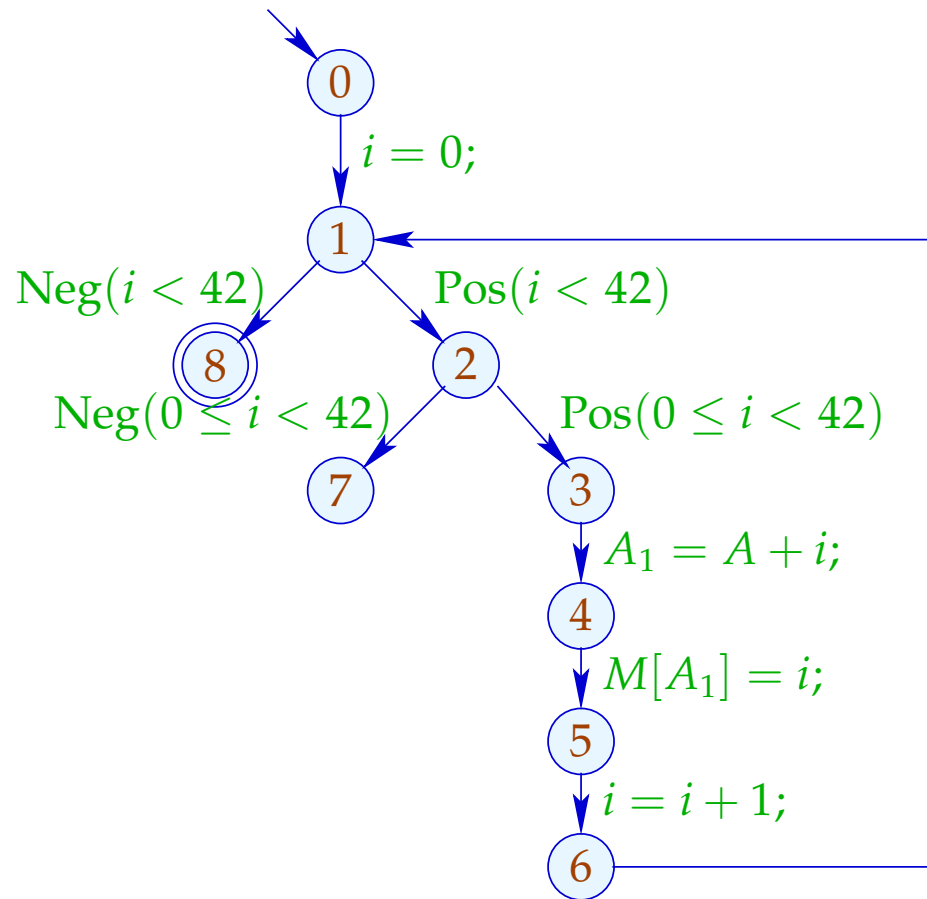 0
i = 0;
1
Neg(i < 42) Pos(i < 42)
8 2
Neg(0 ≤ i < 42) Pos(0 ≤ i < 42)
7 3
A₁ = A + i;
4
M[A₁] = i;
5
i = i + 1;
6